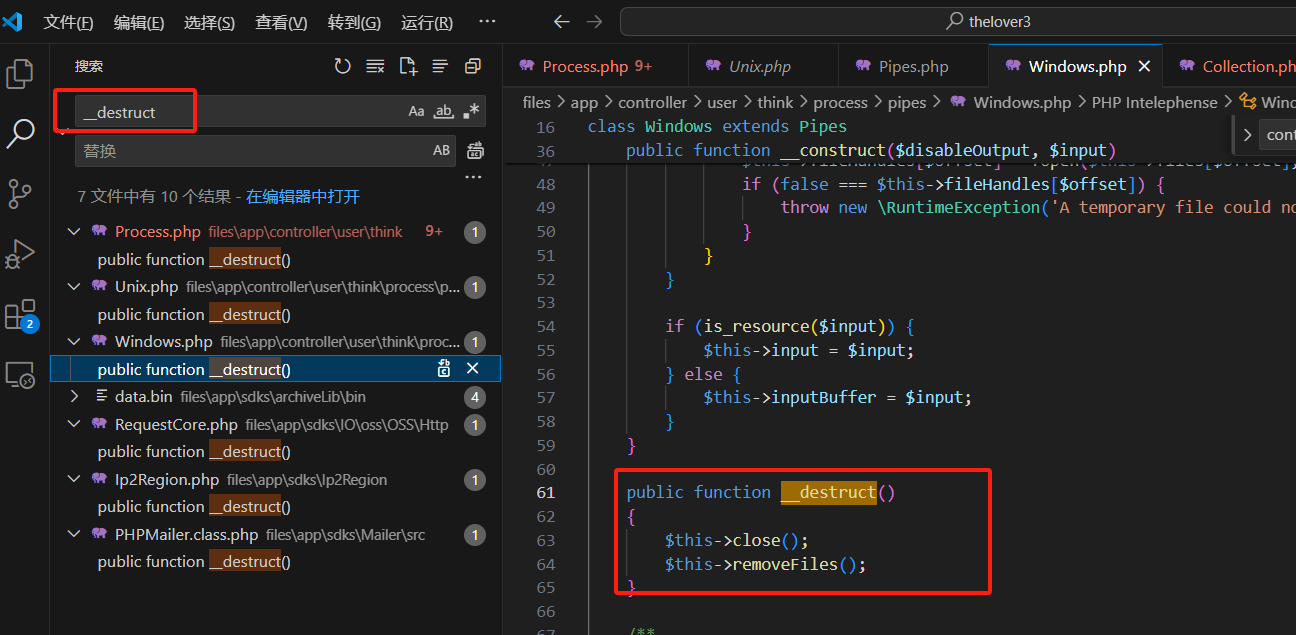 文件(F) 编辑(E) 选择(S) 查看(V) 转到(G) 运行(R) ··· thelover3
搜索
__destruct Aa ab
替换 AB
7 文件中有 10 个结果 - 在编辑器中打开
Process.php files\app\controller\user\think 9+ 1
public function __destruct()
Unix.php files\app\controller\user\think\process\p... 1
public function __destruct()
Windows.php files\app\controller\user\think\proc... 1
public function __destruct()
data.bin files\app\sdks\archiveLib\bin 4
RequestCore.php files\app\sdks\IO\oss\OSS\Http 1
public function __destruct()
Ip2Region.php files\app\sdks\Ip2Region 1
public function __destruct()
PHPMailer.class.php files\app\sdks\Mailer\src 1
public function __destruct()
2
Process.php 9+ Unix.php Pipes.php Windows.php Collection.ph
files > app > controller > user > think > process > pipes > Windows.php > PHP Intelephense > Winc
cont
16 class Windows extends Pipes
36 public function __construct($disableOutput, $input)
48 if (false === $this->fileHandles[$offset]) {
49 throw new \RuntimeException('A temporary file could no
50 }
51 }
52 }
53
54 if (is_resource($input)) {
55 $this->input = $input;
56 } else {
57 $this->inputBuffer = $input;
58 }
59 }
60
61 public function __destruct()
62 {
63 $this->close();
64 $this->removeFiles();
65 }
66
67 /**